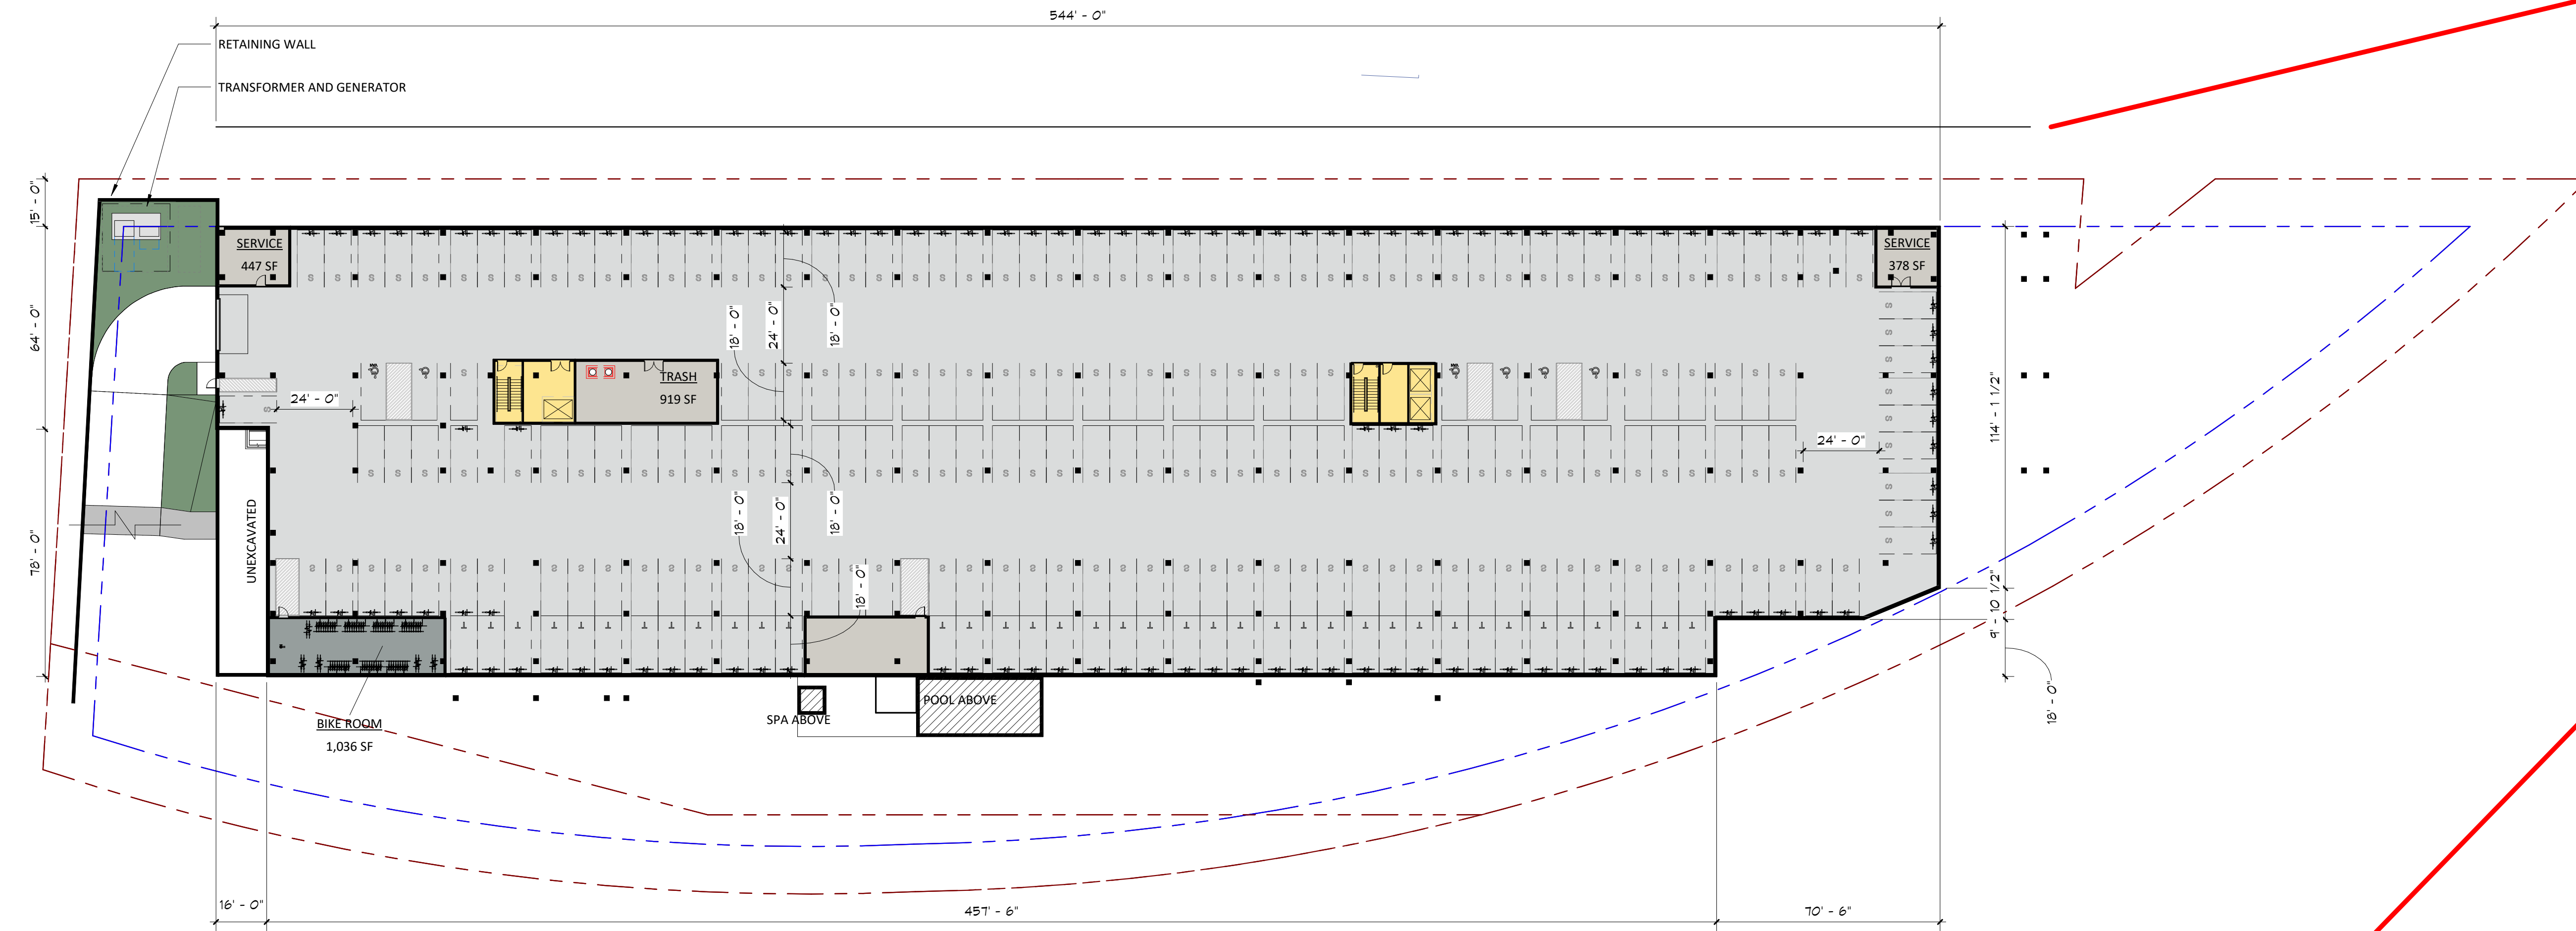 544' - 0"
RETAINING WALL
TRANSFORMER AND GENERATOR
15' - 0"
64' - 0"
78' - 0"
SERVICE
447 SF
SERVICE
378 SF
18' - 0"
24' - 0"
18' - 0"
TRASH
919 SF
24' - 0"
24' - 0"
114' - 1 1/2"
UNEXCAVATED
18' - 0"
24' - 0"
18' - 0"
18' - 0"
9' - 10 1/2"
18' - 0"
POOL ABOVE
SPA ABOVE
BIKE ROOM
1,036 SF
16' - 0"
457' - 6"
70' - 6"